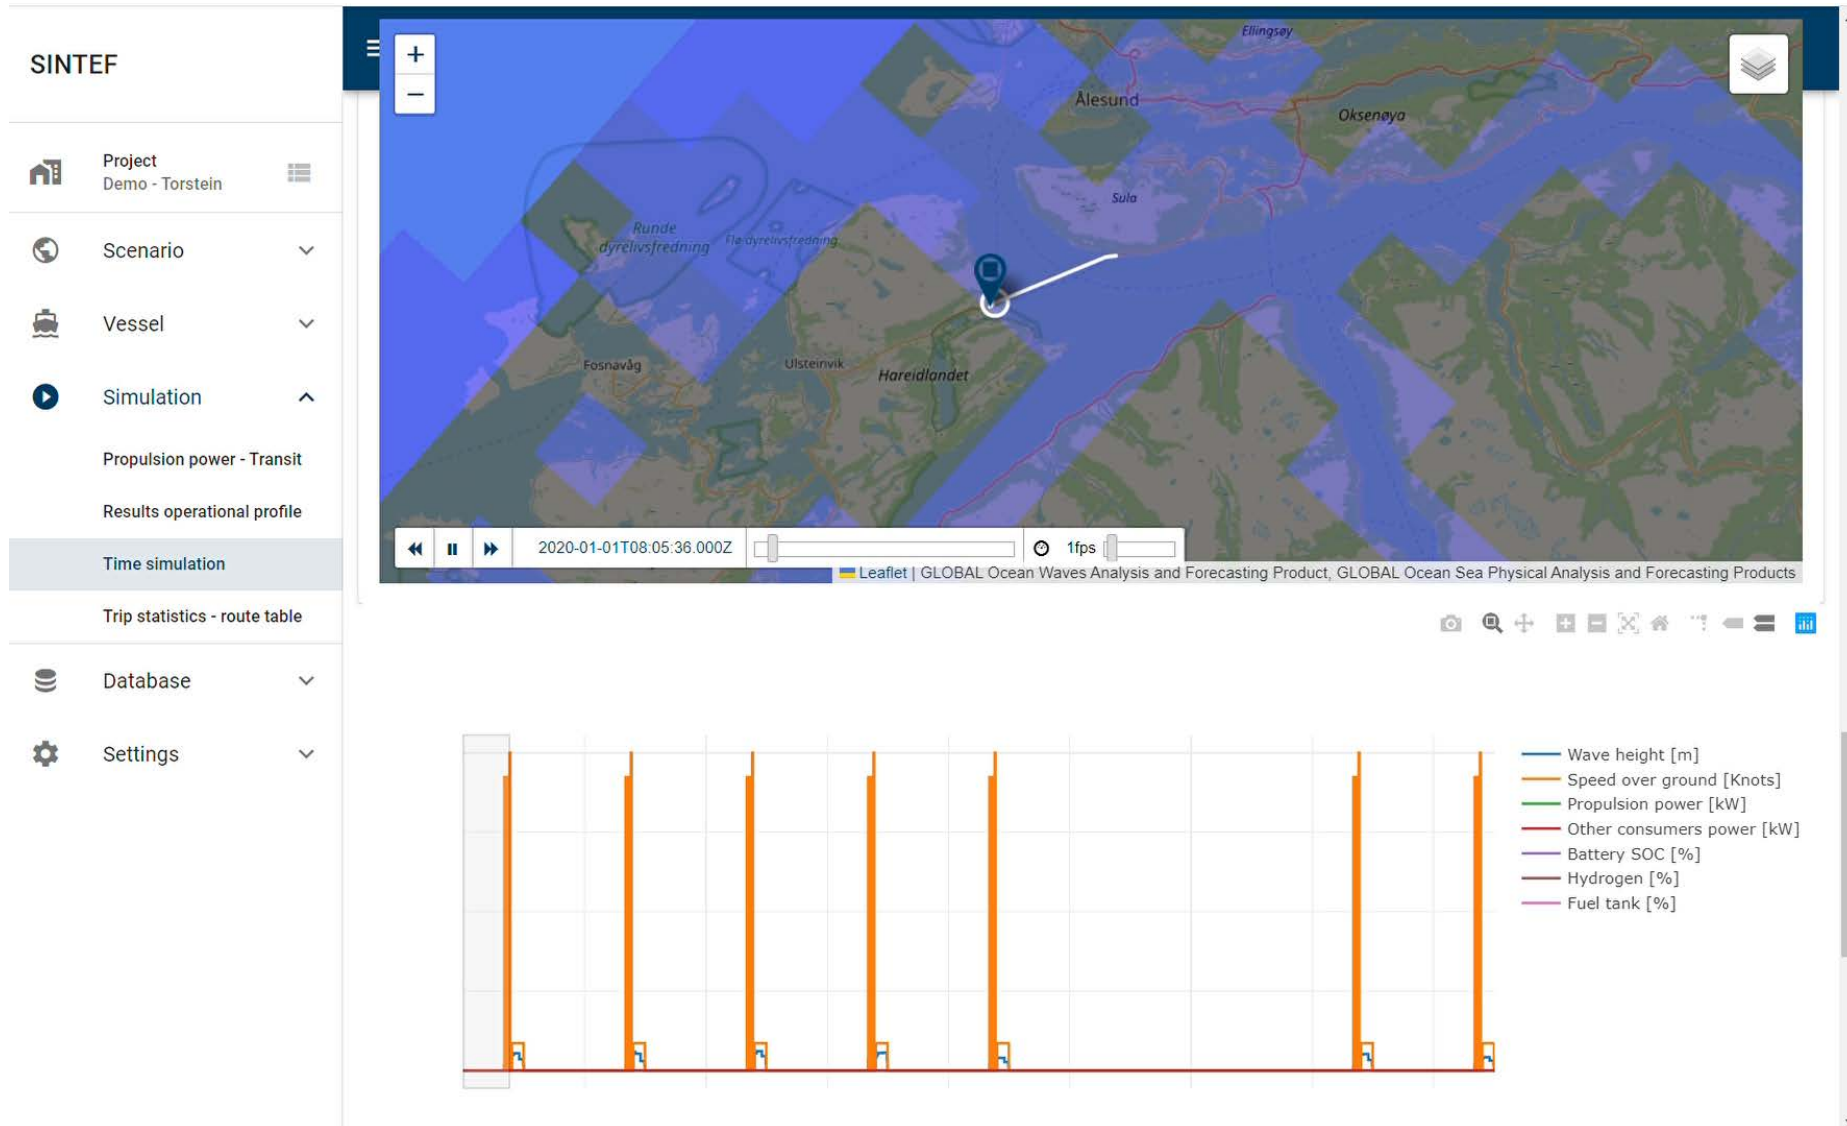 SINTEF
Project
Demo - Torstein
Scenario
Vessel
Simulation
Propulsion power - Transit
Results operational profile
Time simulation
Trip statistics - route table
Database
Settings
+
−
Ellingsøy
Ålesund
Oksenøya
Sula
Runde
dyrelivsfredning
Flø dyrelivsfredning
Fosnavåg
Ulsteinvik
Hareidlandet
2020-01-01T08:05:36.000Z
1fps
Leaflet | GLOBAL Ocean Waves Analysis and Forecasting Product, GLOBAL Ocean Sea Physical Analysis and Forecasting Products
Wave height [m]
Speed over ground [Knots]
Propulsion power [kW]
Other consumers power [kW]
Battery SOC [%]
Hydrogen [%]
Fuel tank [%]